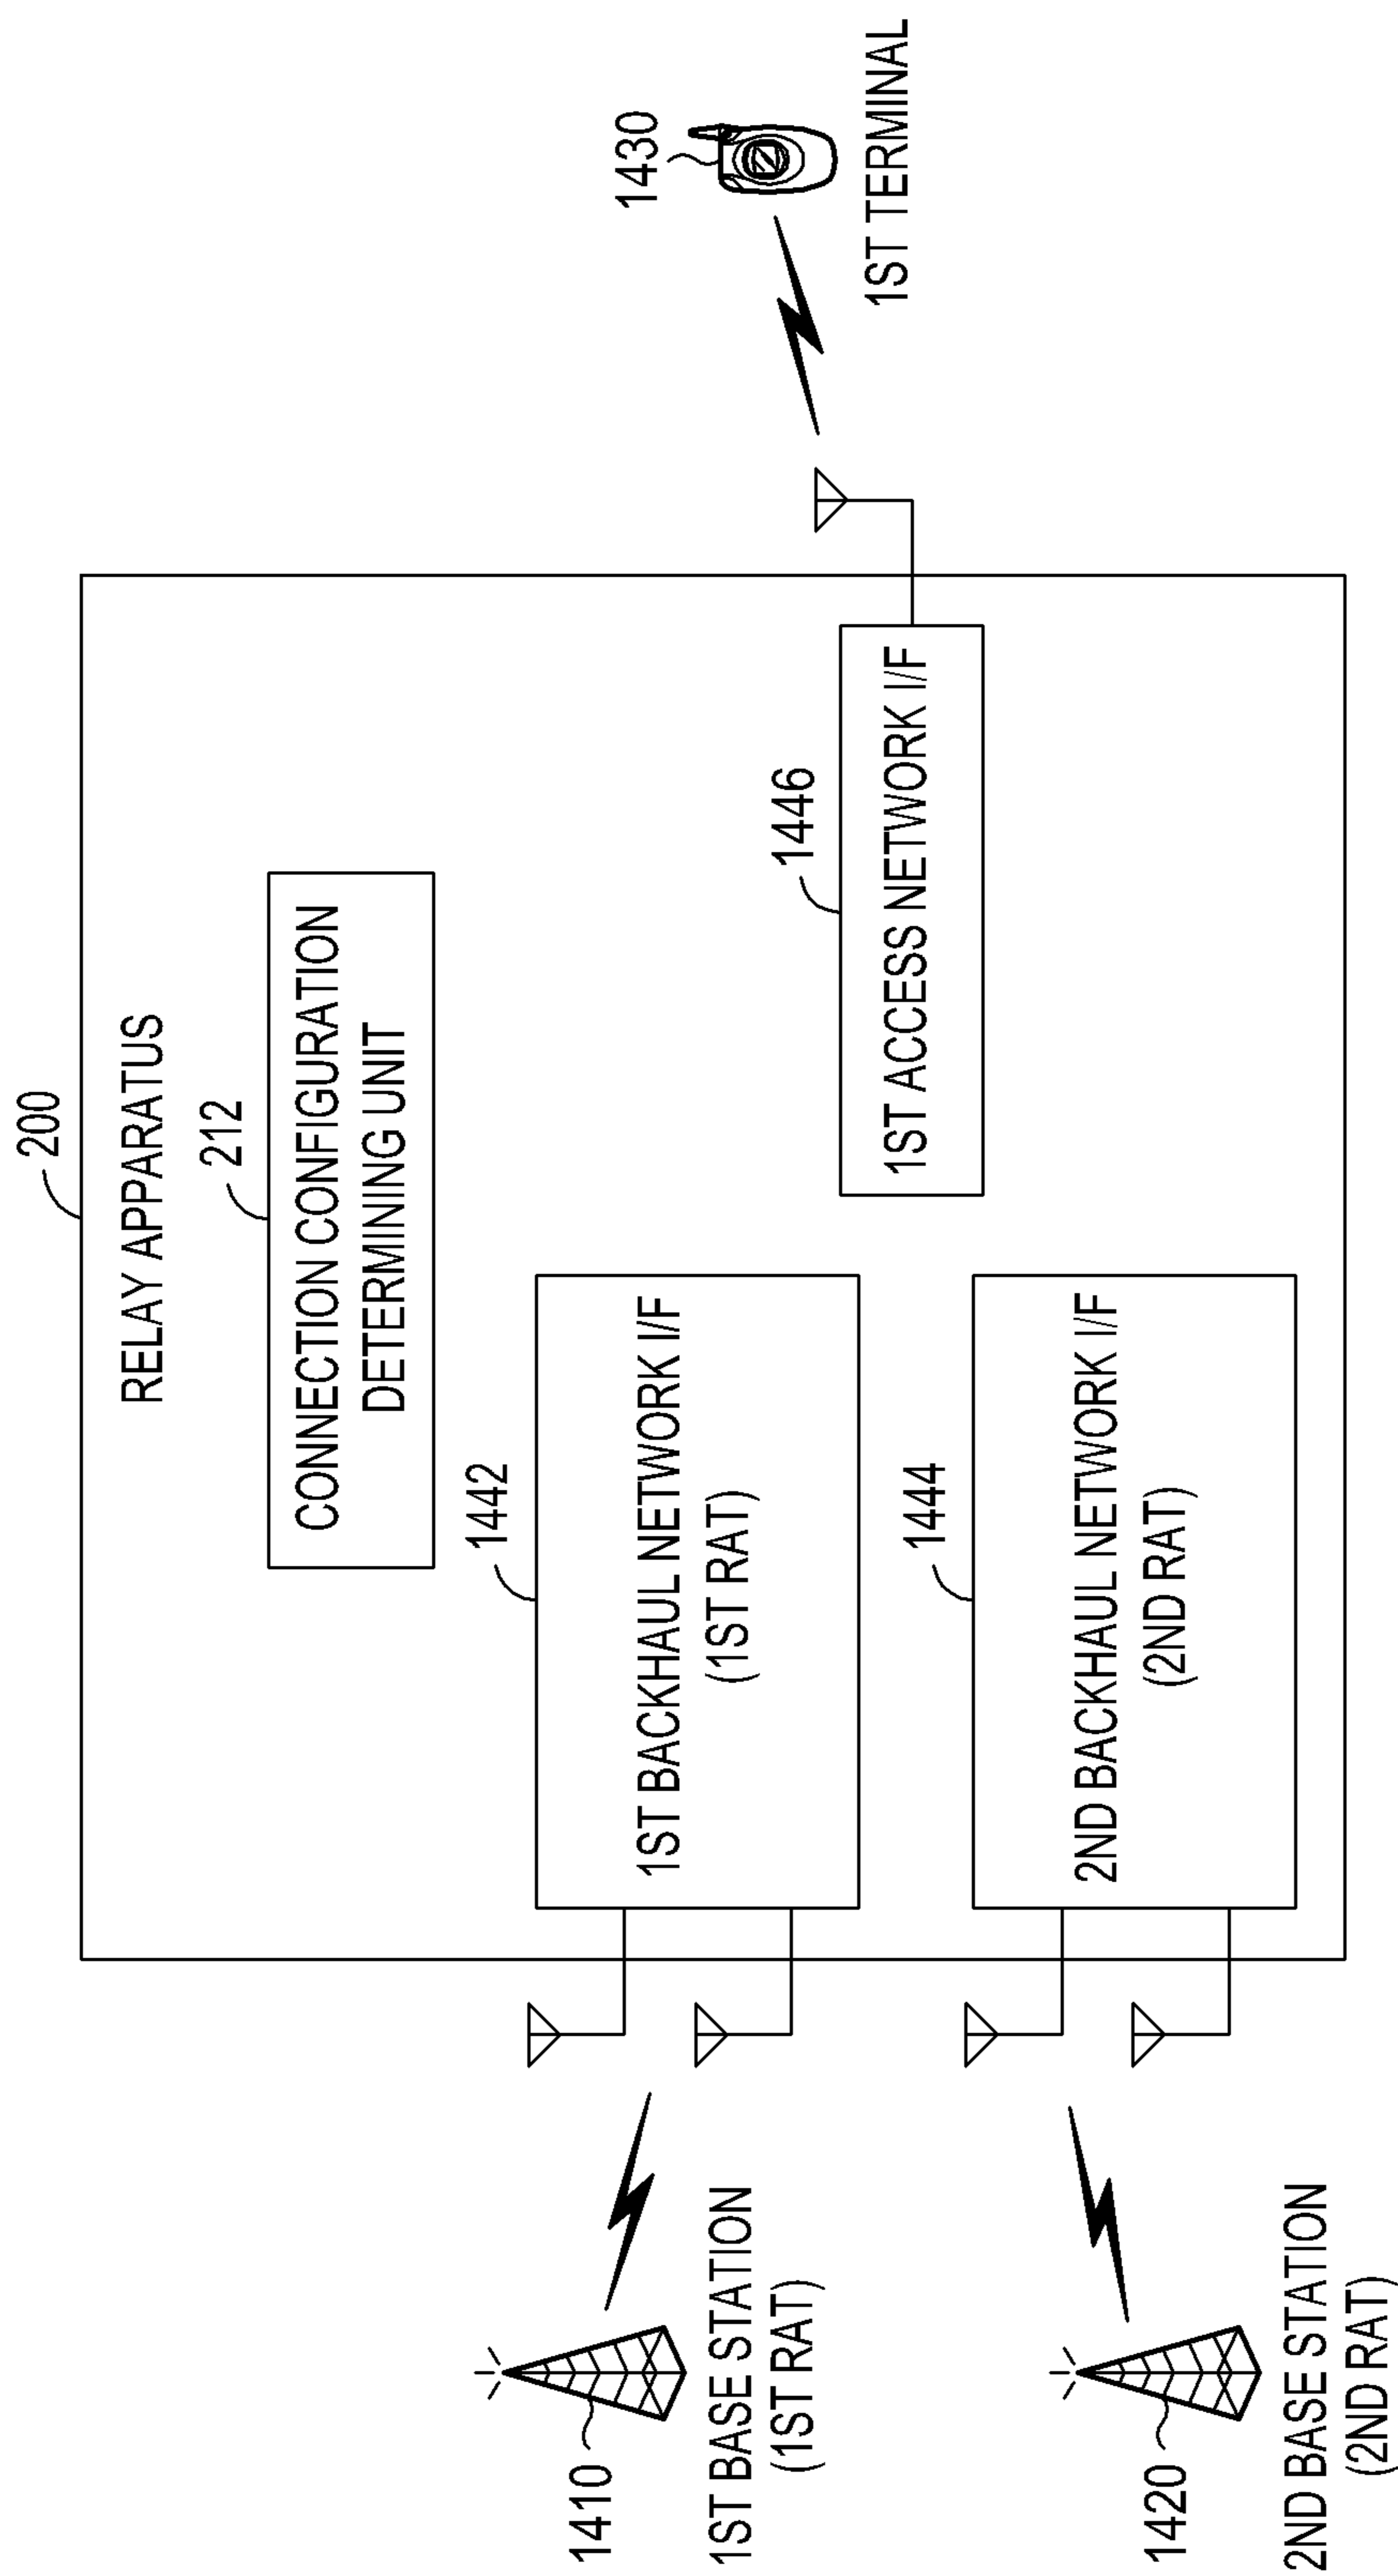 200
RELAY APPARATUS
212
CONNECTION CONFIGURATION
DETERMINING UNIT
1410
1ST BASE STATION
(1ST RAT)
1442
1ST BACKHAUL NETWORK I/F
(1ST RAT)
1430
1ST TERMINAL
1446
1ST ACCESS NETWORK I/F
1420
2ND BASE STATION
(2ND RAT)
1444
2ND BACKHAUL NETWORK I/F
(2ND RAT)